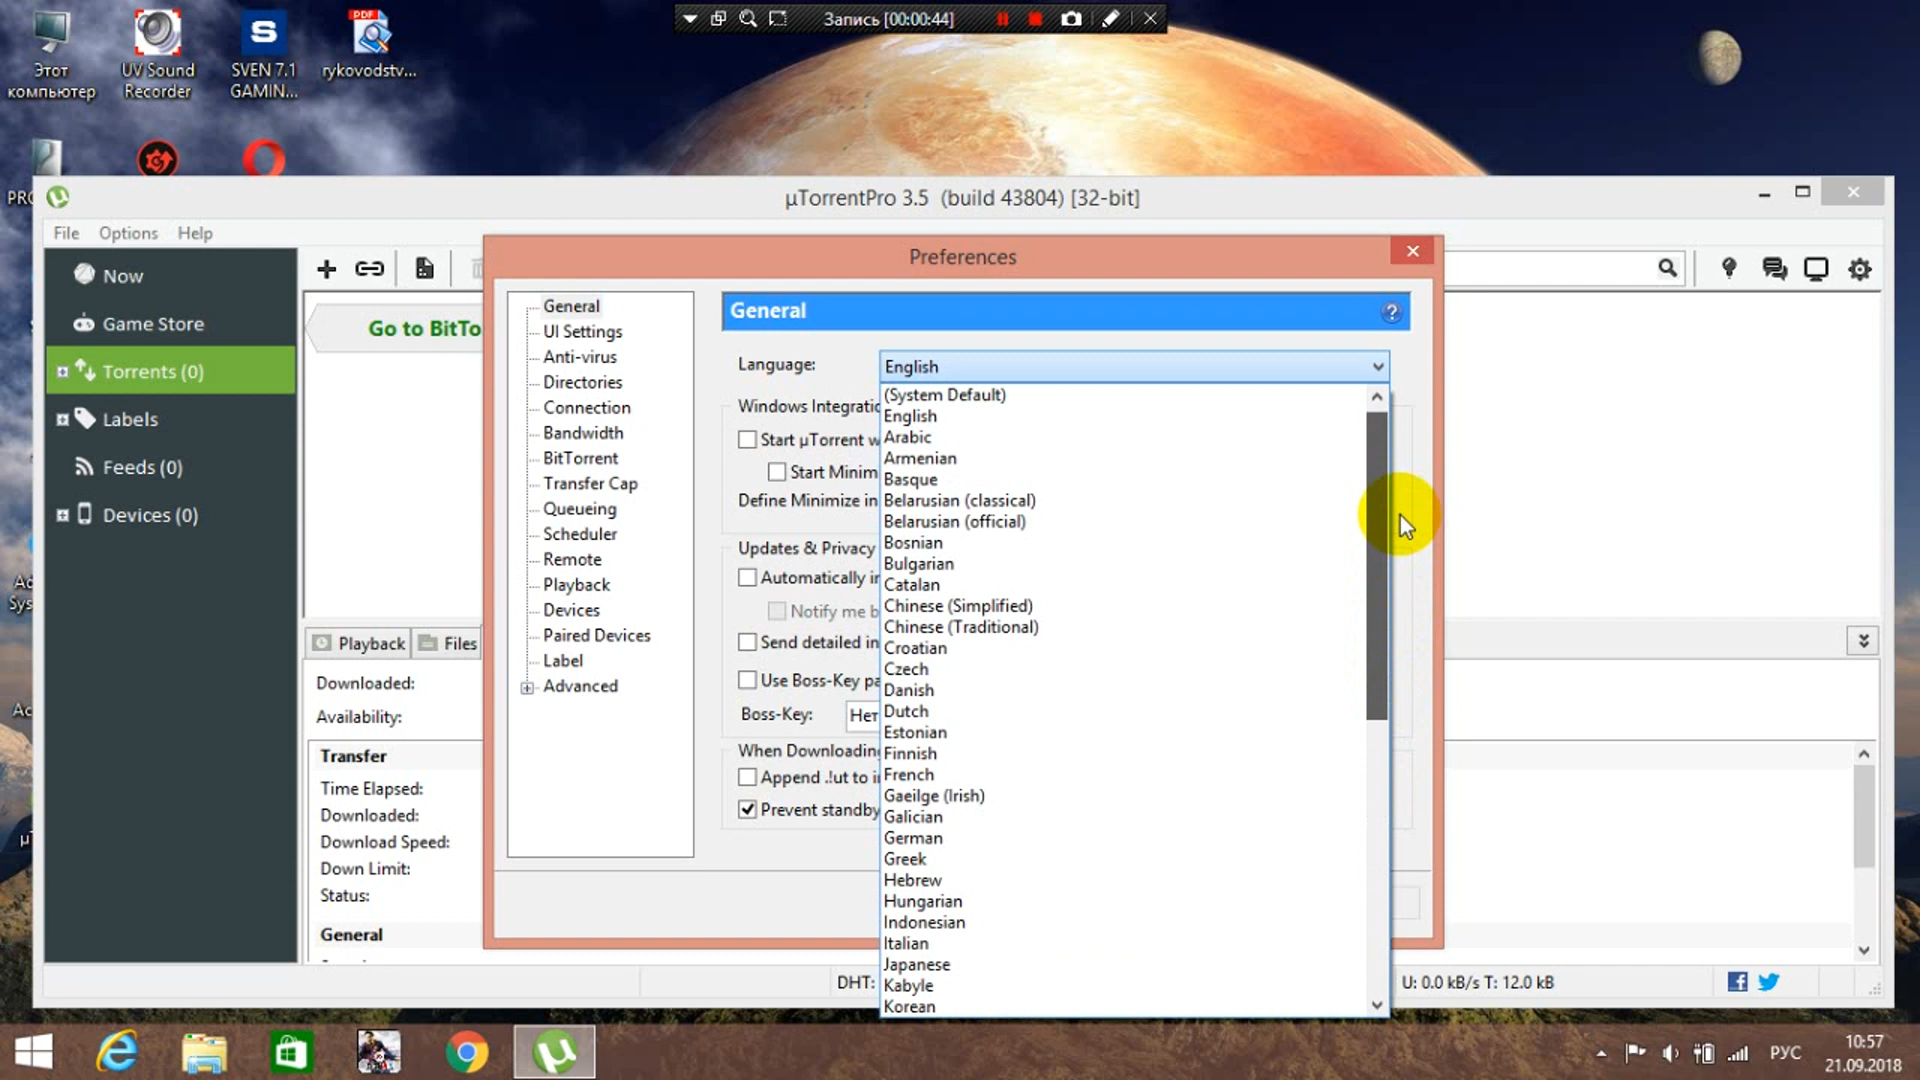 Запись [00:00:44]
Этот компьютер
UV Sound Recorder
SVEN 7.1 GAMIN...
PDF
rykovodstv...
µTorrentPro 3.5 (build 43804) [32-bit]
File Options Help
Now
Game Store
Torrents (0)
Labels
Feeds (0)
Devices (0)
Go to BitTo
Playback
Files
Downloaded:
Availability:
Transfer
Time Elapsed:
Downloaded:
Download Speed:
Down Limit:
Status:
General
Preferences
General
UI Settings
Anti-virus
Directories
Connection
Bandwidth
BitTorrent
Transfer Cap
Queueing
Scheduler
Remote
Playback
Devices
Paired Devices
Label
Advanced
General
Language:
English
Windows Integratio
Start µTorrent w
Start Minim
Define Minimize in
Updates & Privacy
Automatically in
Notify me b
Send detailed in
Use Boss-Key pa
Boss-Key: Нет
When Downloading
Append .!ut to i
Prevent standby
(System Default)
English
Arabic
Armenian
Basque
Belarusian (classical)
Belarusian (official)
Bosnian
Bulgarian
Catalan
Chinese (Simplified)
Chinese (Traditional)
Croatian
Czech
Danish
Dutch
Estonian
Finnish
French
Gaeilge (Irish)
Galician
German
Greek
Hebrew
Hungarian
Indonesian
Italian
Japanese
Kabyle
Korean
DHT:
U: 0.0 kB/s T: 12.0 kB
РУС
10:57
21.09.2018